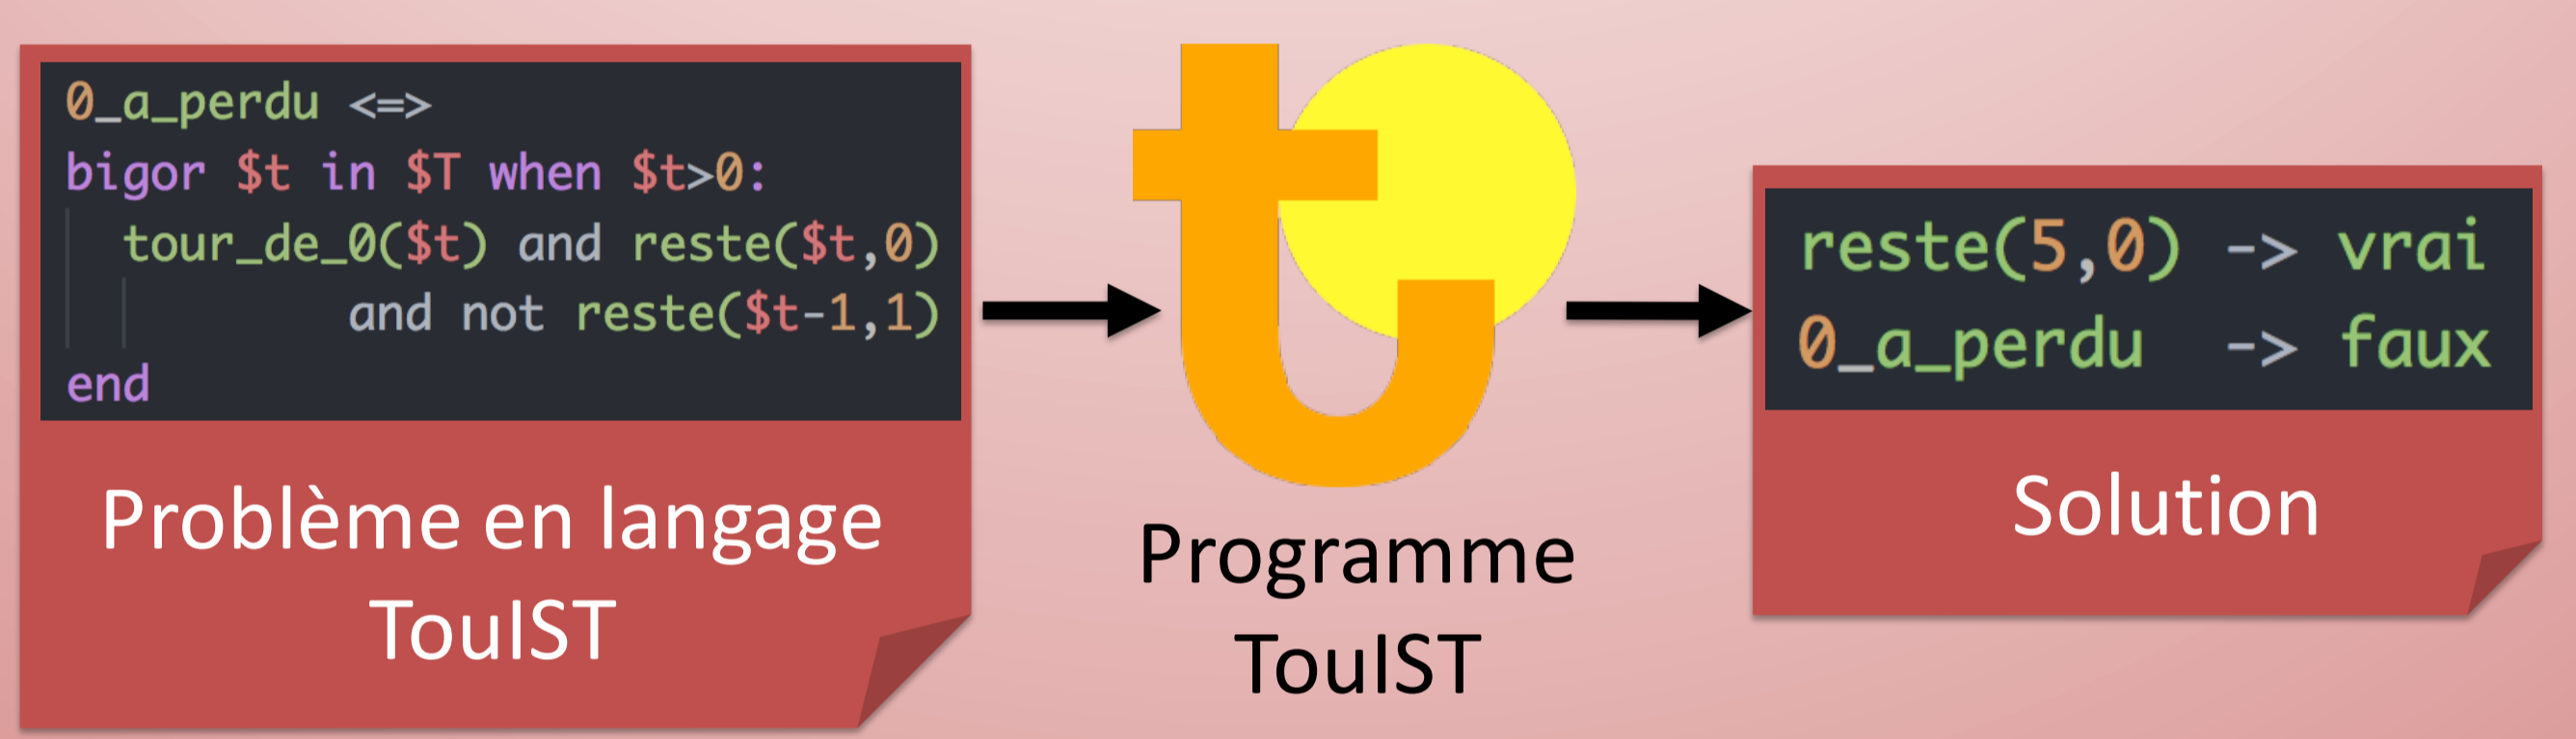 0_a_perdu <=>
bigor $t in $T when $t>0:
tour_de_0($t) and reste($t,0)
and not reste($t-1,1)
end
Problème en langage
TouIST
Programme
TouIST
reste(5,0) -> vrai
0_a_perdu -> faux
Solution